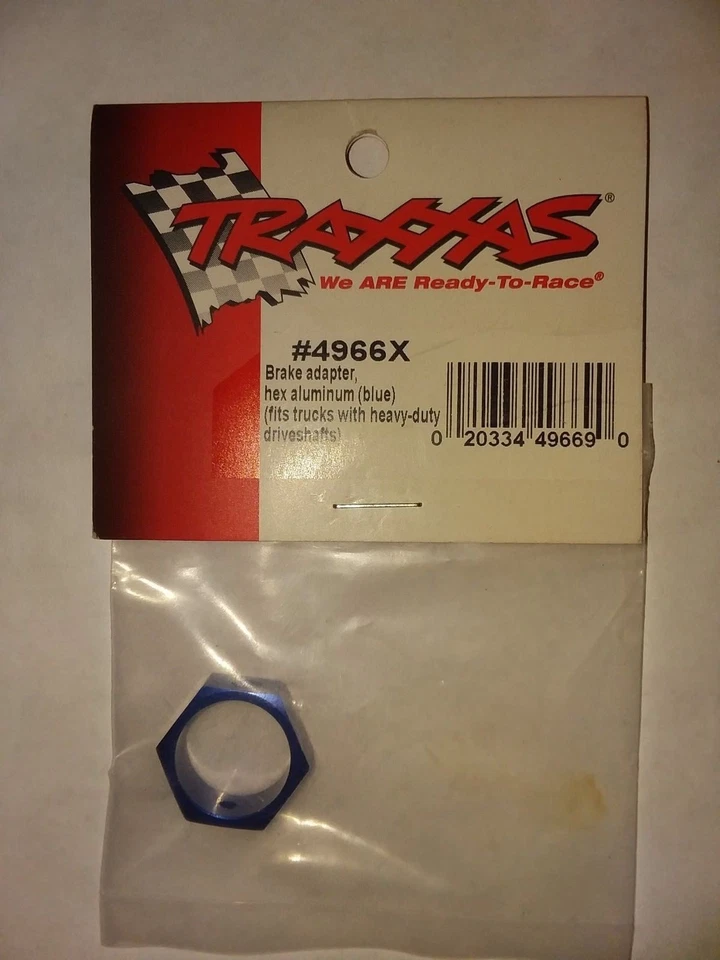 TRAXXAS®
We ARE Ready-To-Race®
#4966X
Brake adapter,
hex aluminum (blue)
(fits trucks with heavy-duty
driveshafts)
0 20334 49669 0